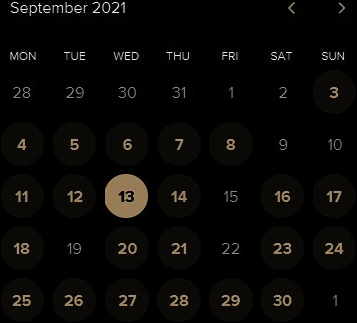 September 2021 < >
MON TUE WED THU FRI SAT SUN
28 29 30 31 1 2 3
4 5 6 7 8 9 10
11 12 13 14 15 16 17
18 19 20 21 22 23 24
25 26 27 28 29 30 1